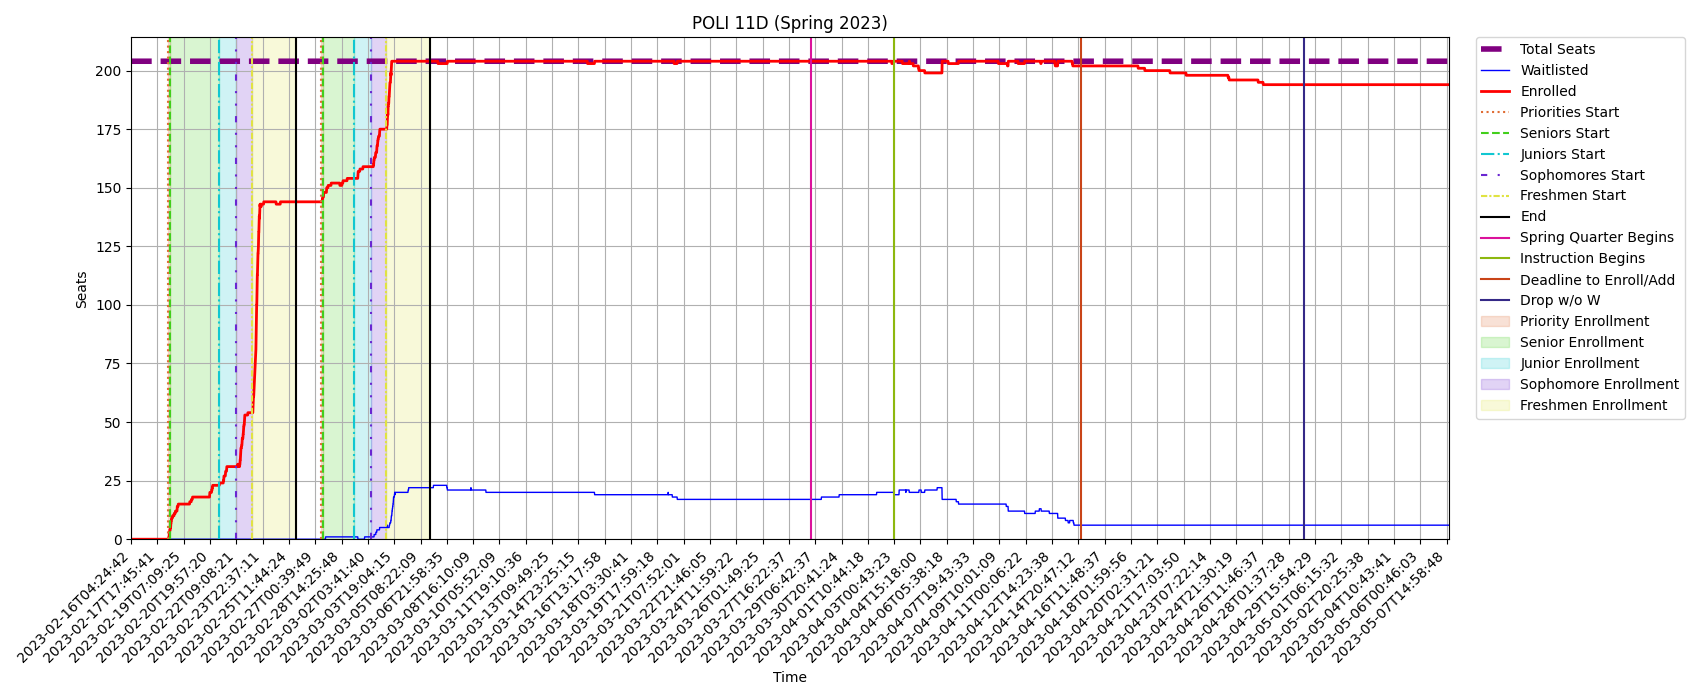 POLI 11D (Spring 2023)
Seats
200
175
150
125
100
75
50
25
0
2023-02-16T04:24:42
2023-02-17T17:45:41
2023-02-19T07:09:25
2023-02-20T19:57:20
2023-02-22T09:08:21
2023-02-23T22:37:11
2023-02-25T11:44:24
2023-02-27T00:39:49
2023-02-28T14:25:48
2023-03-02T03:41:40
2023-03-03T19:04:15
2023-03-05T08:22:09
2023-03-06T21:58:35
2023-03-08T16:10:09
2023-03-10T05:52:09
2023-03-11T19:10:36
2023-03-13T09:49:25
2023-03-14T23:25:15
2023-03-16T13:17:58
2023-03-18T03:30:41
2023-03-19T17:59:18
2023-03-21T07:52:01
2023-03-22T21:46:05
2023-03-24T11:59:22
2023-03-26T01:49:25
2023-03-27T16:22:37
2023-03-29T06:42:37
2023-03-30T20:41:24
2023-04-01T10:44:18
2023-04-03T00:43:23
2023-04-04T15:18:00
2023-04-06T05:38:18
2023-04-07T19:43:33
2023-04-09T10:01:09
2023-04-11T00:06:22
2023-04-12T14:23:38
2023-04-14T20:47:12
2023-04-16T11:48:37
2023-04-18T01:59:56
2023-04-20T02:31:21
2023-04-21T17:03:50
2023-04-23T07:22:14
2023-04-24T21:30:19
2023-04-26T11:46:37
2023-04-28T01:37:28
2023-04-29T15:54:29
2023-05-01T06:15:32
2023-05-02T20:25:38
2023-05-04T10:43:41
2023-05-06T00:46:03
2023-05-07T14:58:48
Time
Total Seats
Waitlisted
Enrolled
Priorities Start
Seniors Start
Juniors Start
Sophomores Start
Freshmen Start
End
Spring Quarter Begins
Instruction Begins
Deadline to Enroll/Add
Drop w/o W
Priority Enrollment
Senior Enrollment
Junior Enrollment
Sophomore Enrollment
Freshmen Enrollment